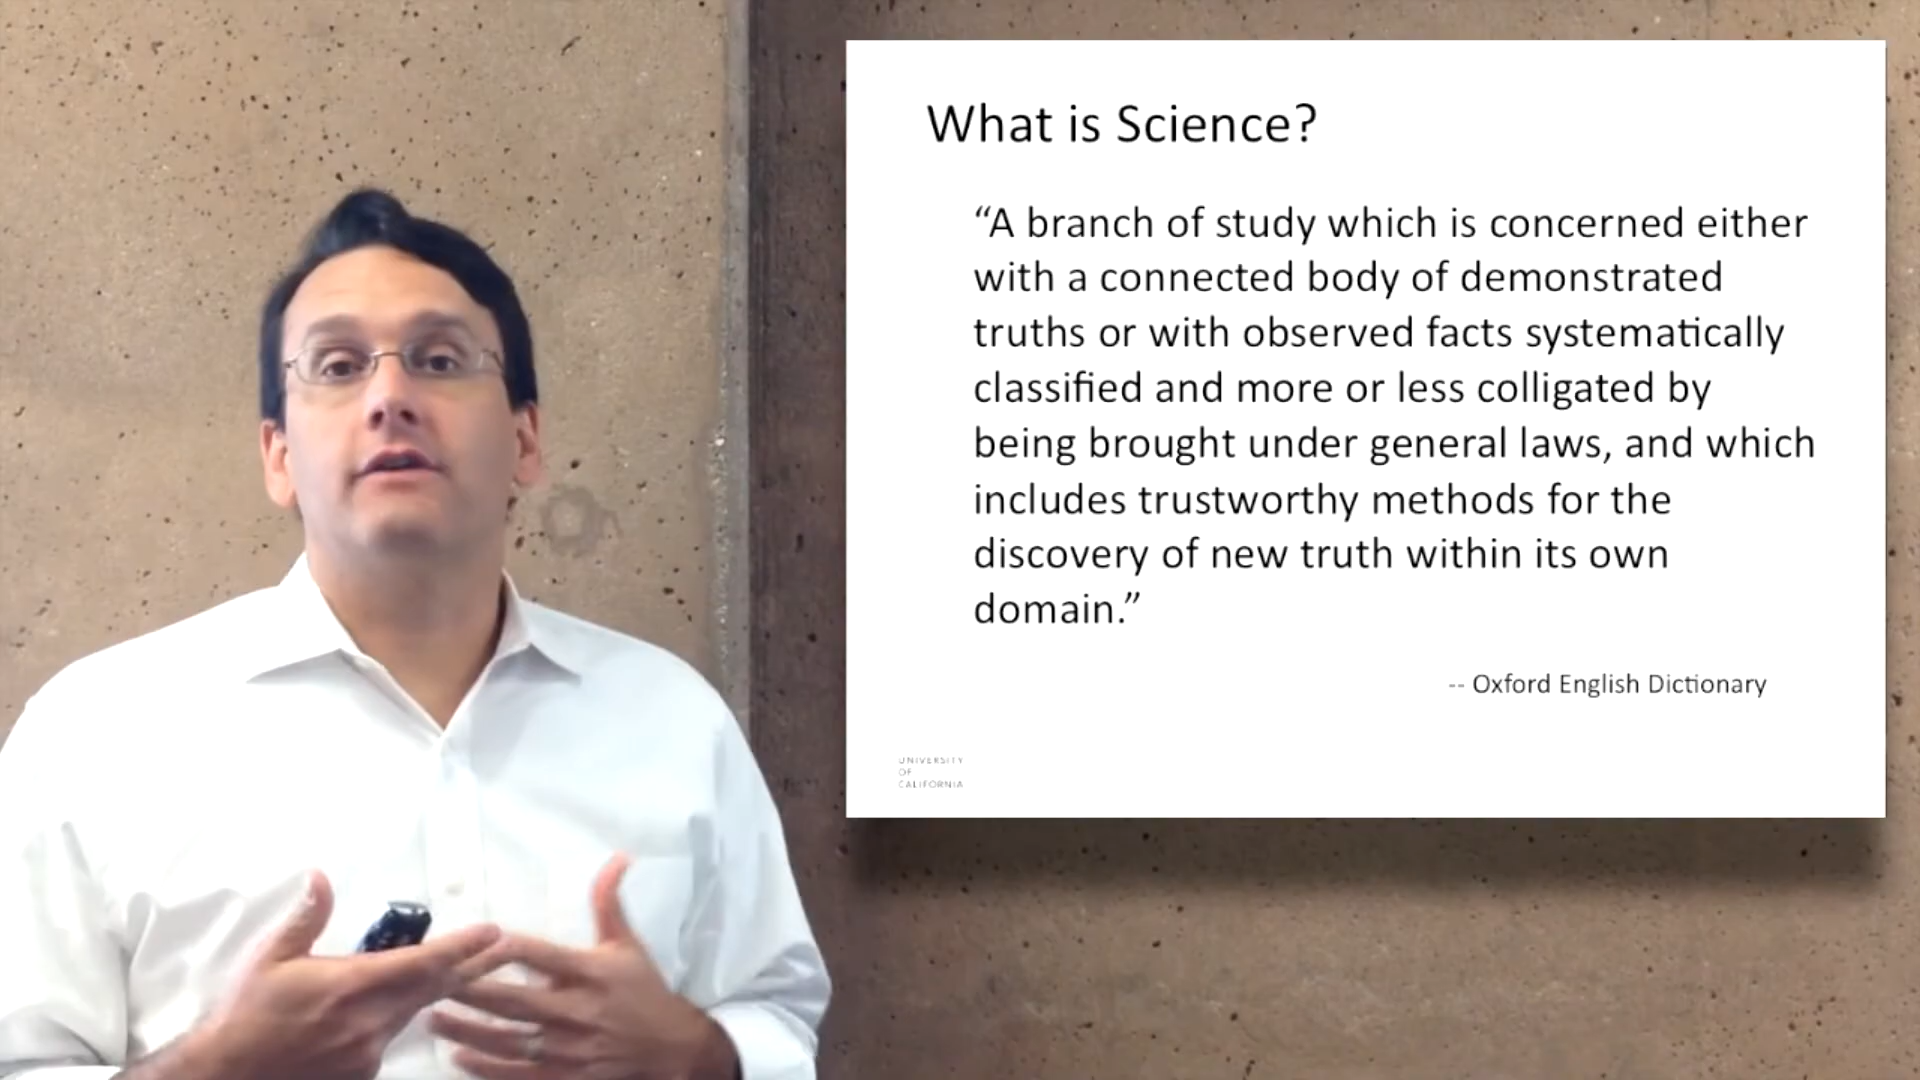 What is Science?
“A branch of study which is concerned either
with a connected body of demonstrated
truths or with observed facts systematically
classified and more or less colligated by
being brought under general laws, and which
includes trustworthy methods for the
discovery of new truth within its own
domain.”
-- Oxford English Dictionary
UNIVERSITY
OF
CALIFORNIA